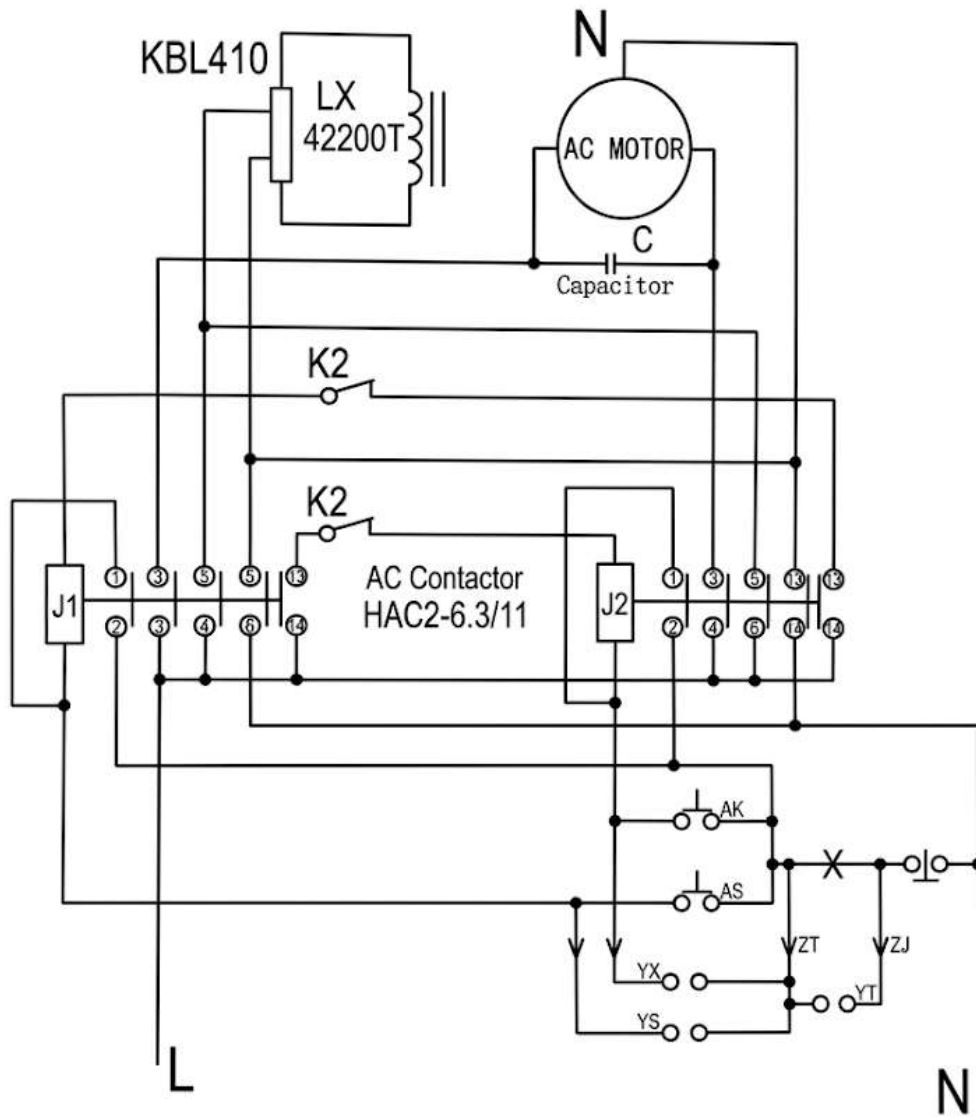 N
KBL410
LX
42200T
AC MOTOR
C
Capacitor
K2
K2
AC Contactor
HAC2-6.3/11
J1
1 3 5 5 13
2 3 4 6 14
J2
1 3 5 13 13
2 4 6 14 14
AK
X
AS
ZT
ZJ
YX
YT
YS
L
N